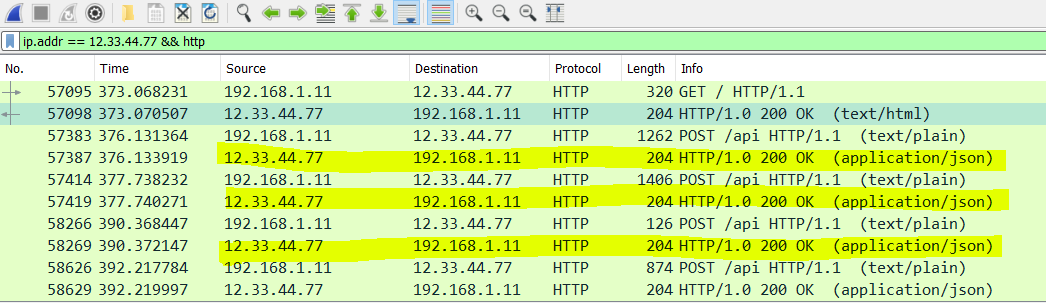 ip.addr == 12.33.44.77 && http
No. Time Source Destination Protocol Length Info
57095 373.068231 192.168.1.11 12.33.44.77 HTTP 320 GET / HTTP/1.1
57098 373.070507 12.33.44.77 192.168.1.11 HTTP 204 HTTP/1.0 200 OK (text/html)
57383 376.131364 192.168.1.11 12.33.44.77 HTTP 1262 POST /api HTTP/1.1 (text/plain)
57387 376.133919 12.33.44.77 192.168.1.11 HTTP 204 HTTP/1.0 200 OK (application/json)
57414 377.738232 192.168.1.11 12.33.44.77 HTTP 1406 POST /api HTTP/1.1 (text/plain)
57419 377.740271 12.33.44.77 192.168.1.11 HTTP 204 HTTP/1.0 200 OK (application/json)
58266 390.368447 192.168.1.11 12.33.44.77 HTTP 126 POST /api HTTP/1.1 (text/plain)
58269 390.372147 12.33.44.77 192.168.1.11 HTTP 204 HTTP/1.0 200 OK (application/json)
58626 392.217784 192.168.1.11 12.33.44.77 HTTP 874 POST /api HTTP/1.1 (text/plain)
58629 392.219997 12.33.44.77 192.168.1.11 HTTP 204 HTTP/1.0 200 OK (application/json)